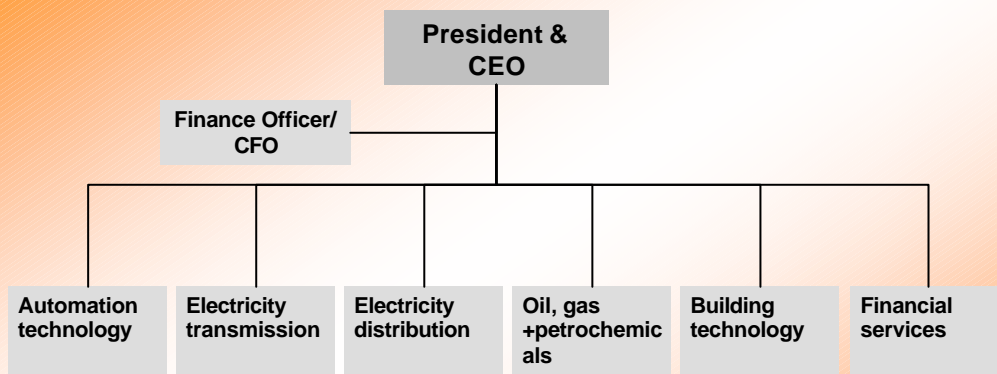 President &
CEO
Finance Officer/
CFO
Automation
technology
Electricity
transmission
Electricity
distribution
Oil, gas
+petrochemic
als
Building
technology
Financial
services